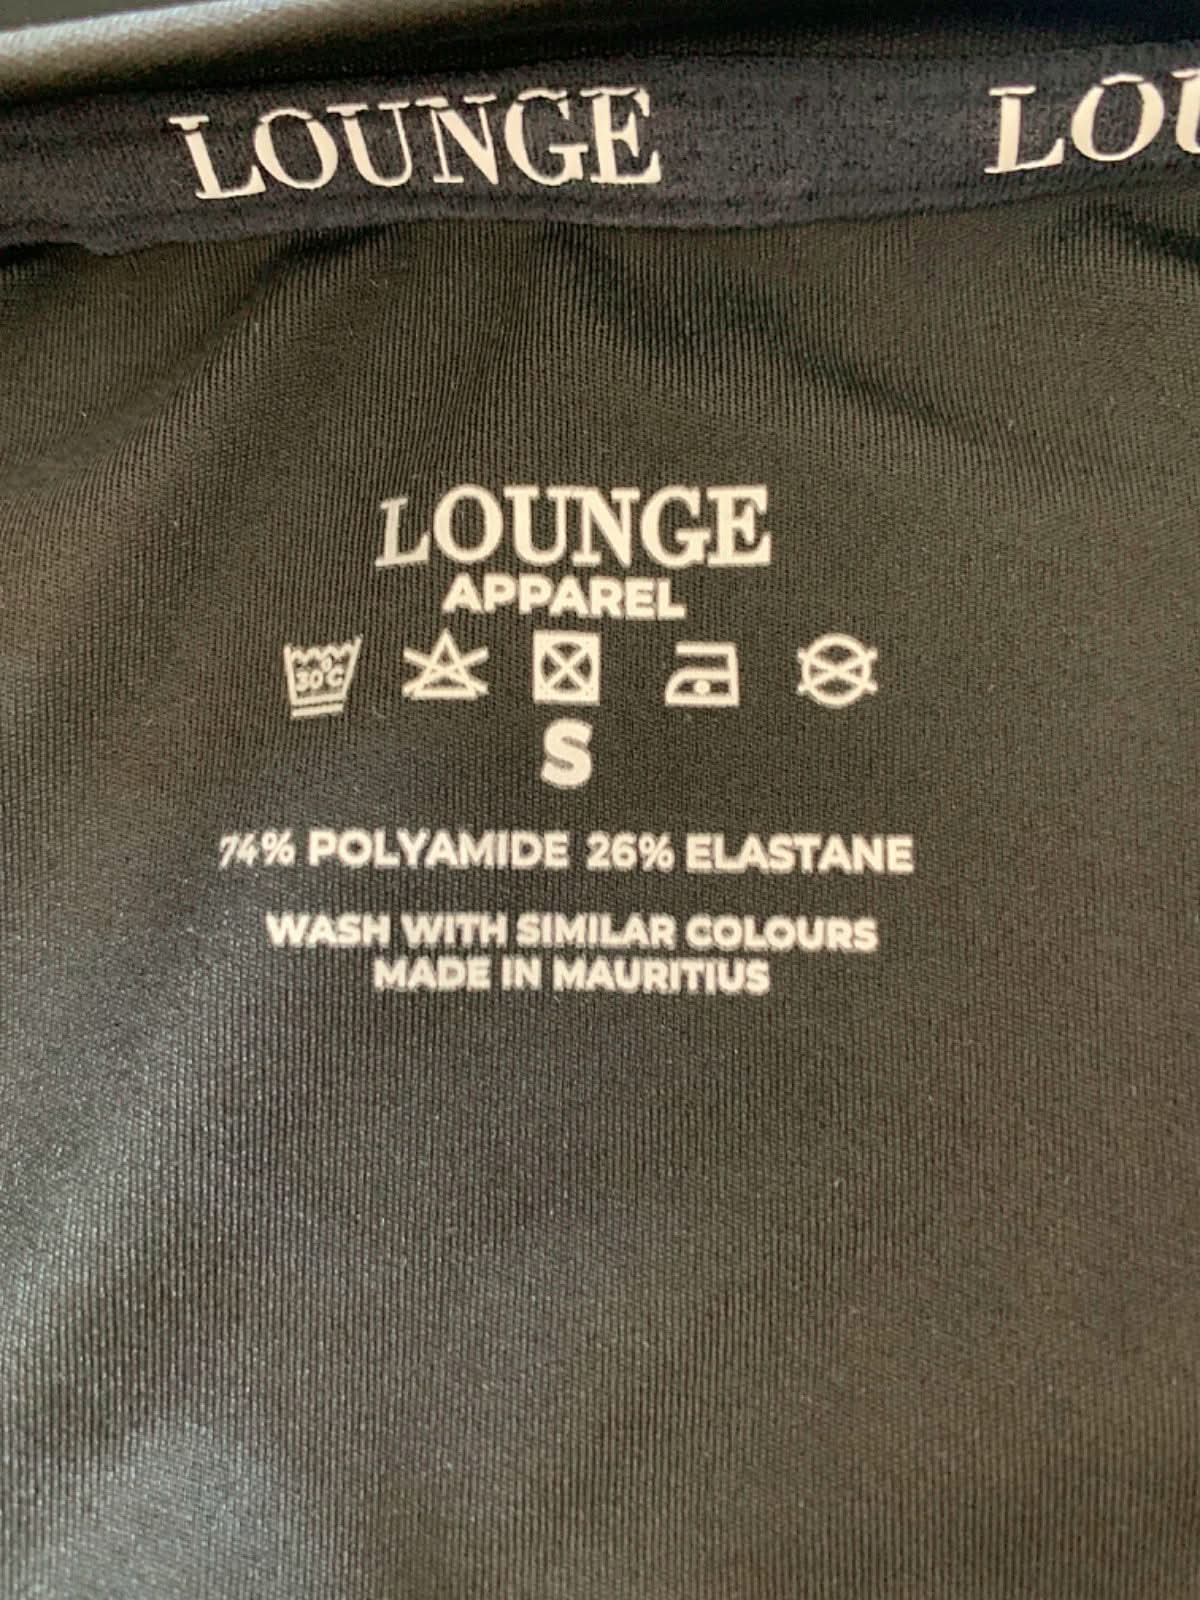 LOUNGE LOU
LOUNGE
APPAREL
30°C
S
74% POLYAMIDE 26% ELASTANE
WASH WITH SIMILAR COLOURS
MADE IN MAURITIUS